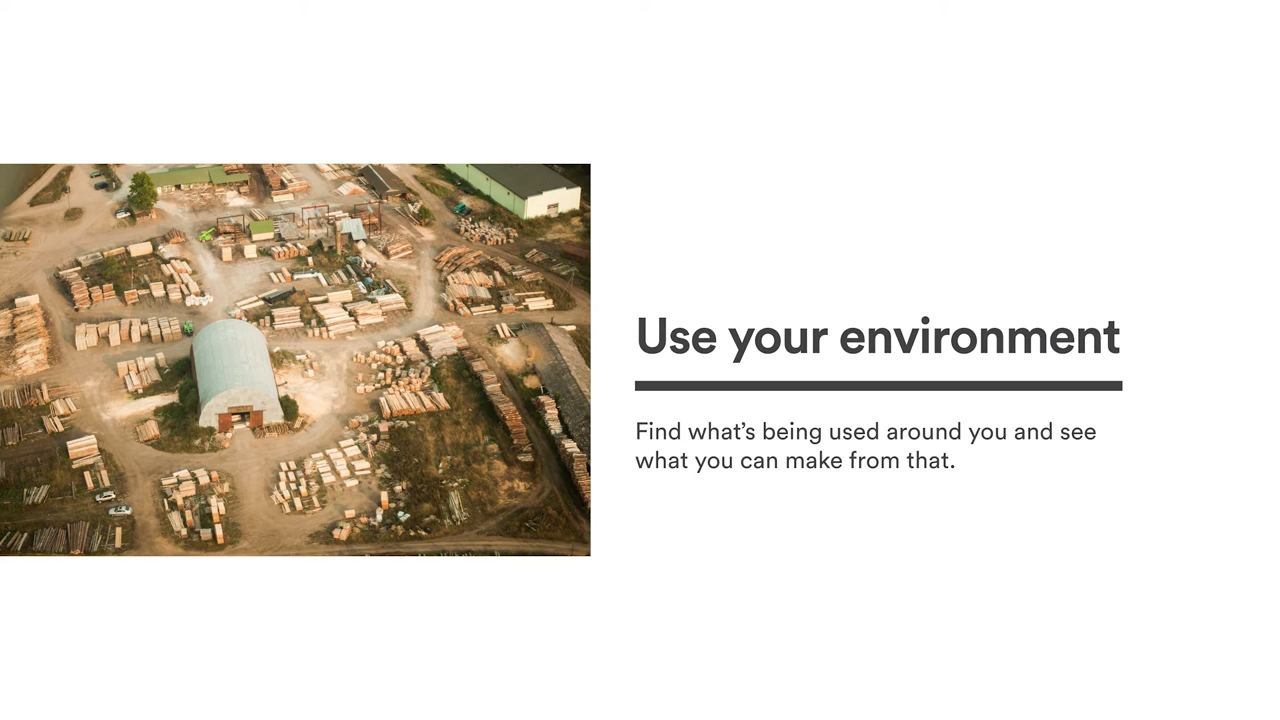 Use your environment
Find what’s being used around you and see
what you can make from that.